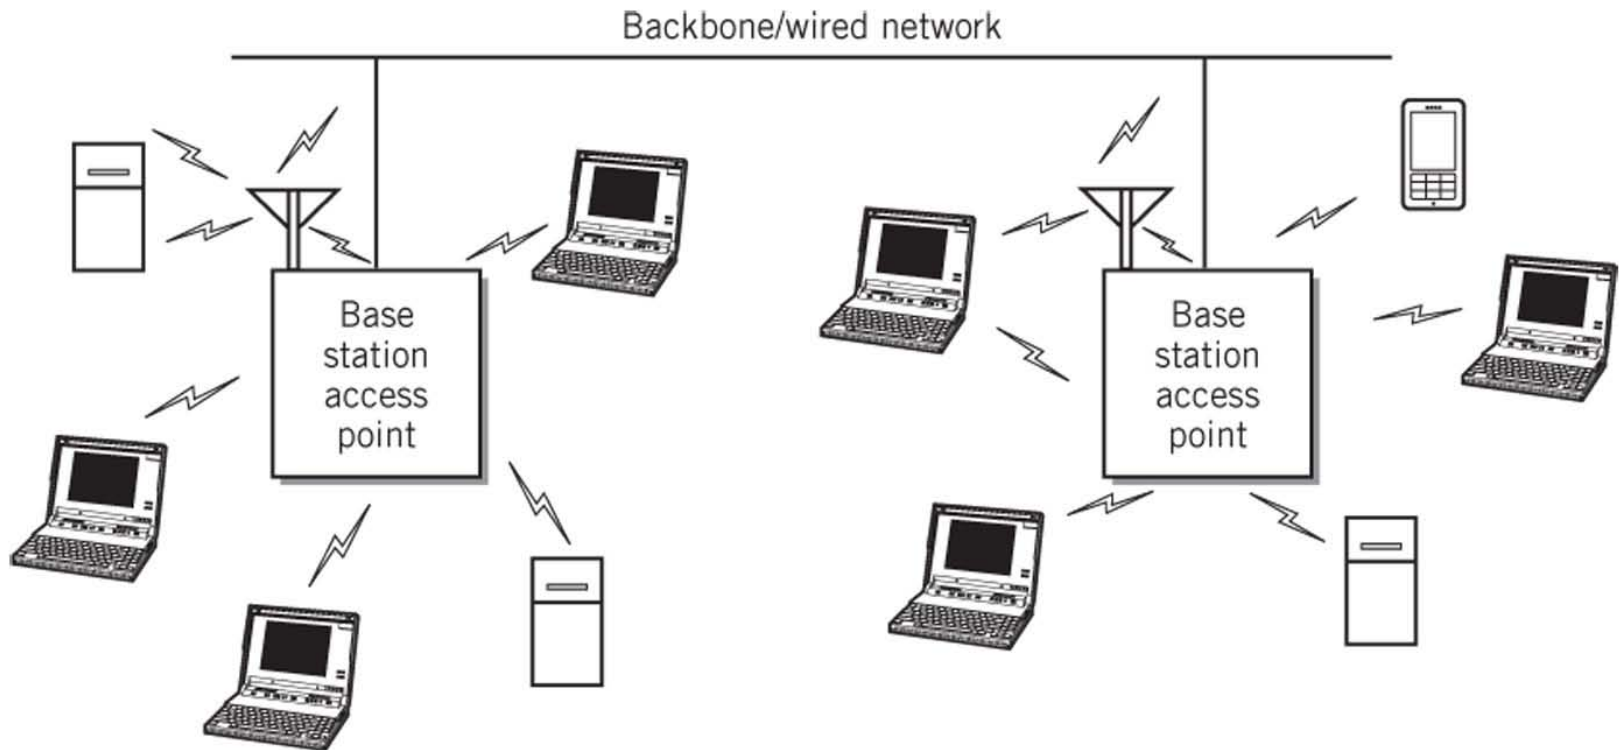 Backbone/wired network
Base
station
access
point
Base
station
access
point